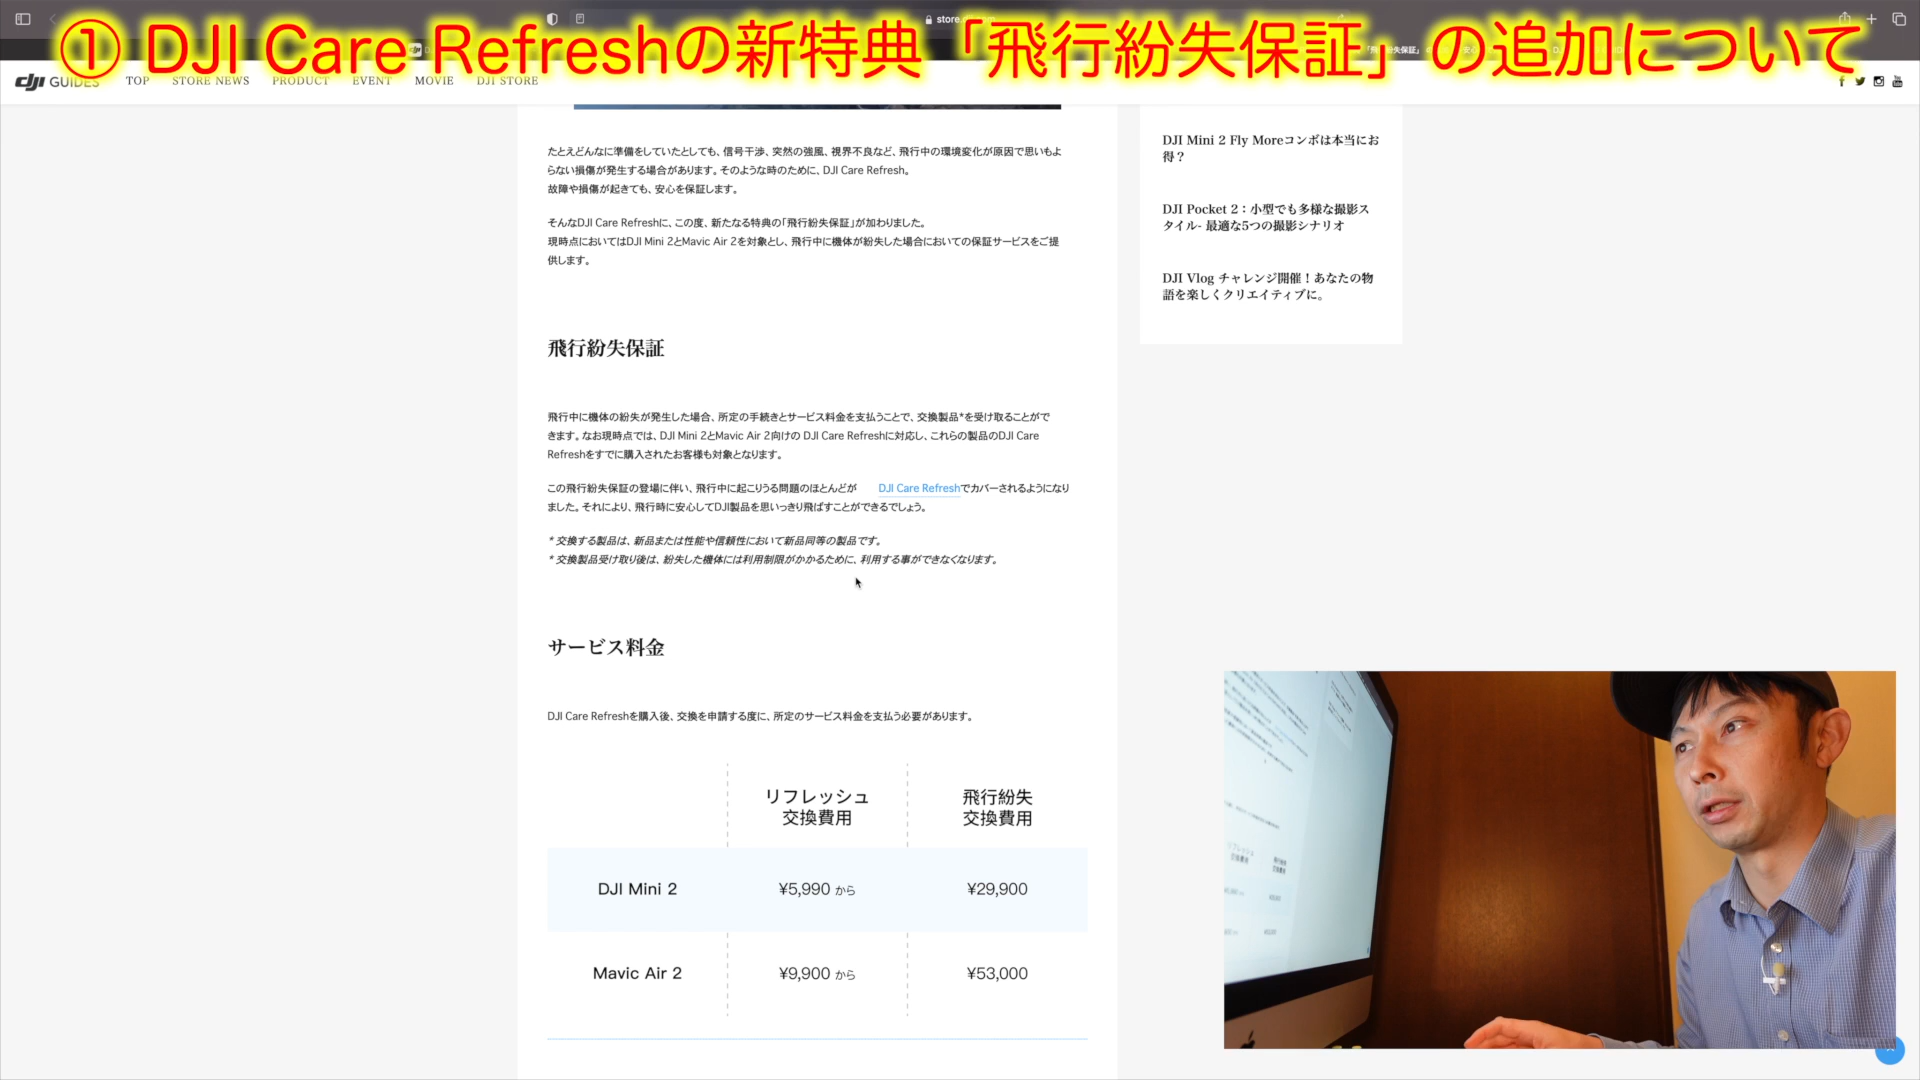 ① DJI Care Refreshの新特典「飛行紛失保証」の追加について
dji GUIDES
TOP
STORE NEWS
PRODUCT
EVENT
MOVIE
DJI STORE
たとえどんなに準備をしていたとしても、信号干渉、突然の強風、視界不良など、飛行中の環境変化が原因で思いもよ
らない損傷が発生する場合があります。そのような時のために、DJI Care Refresh。
故障や損傷が起きても、安心を保証します。
そんなDJI Care Refreshに、この度、新たなる特典の「飛行紛失保証」が加わりました。
現時点においてはDJI Mini 2とMavic Air 2を対象とし、飛行中に機体が紛失した場合においての保証サービスをご提
供します。
飛行紛失保証
飛行中に機体の紛失が発生した場合、所定の手続きとサービス料金を支払うことで、交換製品*を受け取ることがで
きます。なお現時点では、DJI Mini 2とMavic Air 2向けの DJI Care Refreshに対応し、これらの製品のDJI Care
Refreshをすでに購入されたお客様も対象となります。
この飛行紛失保証の登場に伴い、飛行中に起こりうる問題のほとんどが DJI Care Refreshでカバーされるようになり
ました。それにより、飛行時に安心してDJI製品を思いっきり飛ばすことができるでしょう。
* 交換する製品は、新品または性能や信頼性において新品同等の製品です。
* 交換製品受け取り後は、紛失した機体には利用制限がかかるために、利用する事ができなくなります。
サービス料金
DJI Care Refreshを購入後、交換を申請する度に、所定のサービス料金を支払う必要があります。
リフレッシュ
交換費用
飛行紛失
交換費用
DJI Mini 2
¥5,990 から
¥29,900
Mavic Air 2
¥9,900 から
¥53,000
DJI Mini 2 Fly Moreコンボは本当にお
得？
DJI Pocket 2：小型でも多様な撮影ス
タイル- 最適な5つの撮影シナリオ
DJI Vlog チャレンジ開催！あなたの物
語を楽しくクリエイティブに。